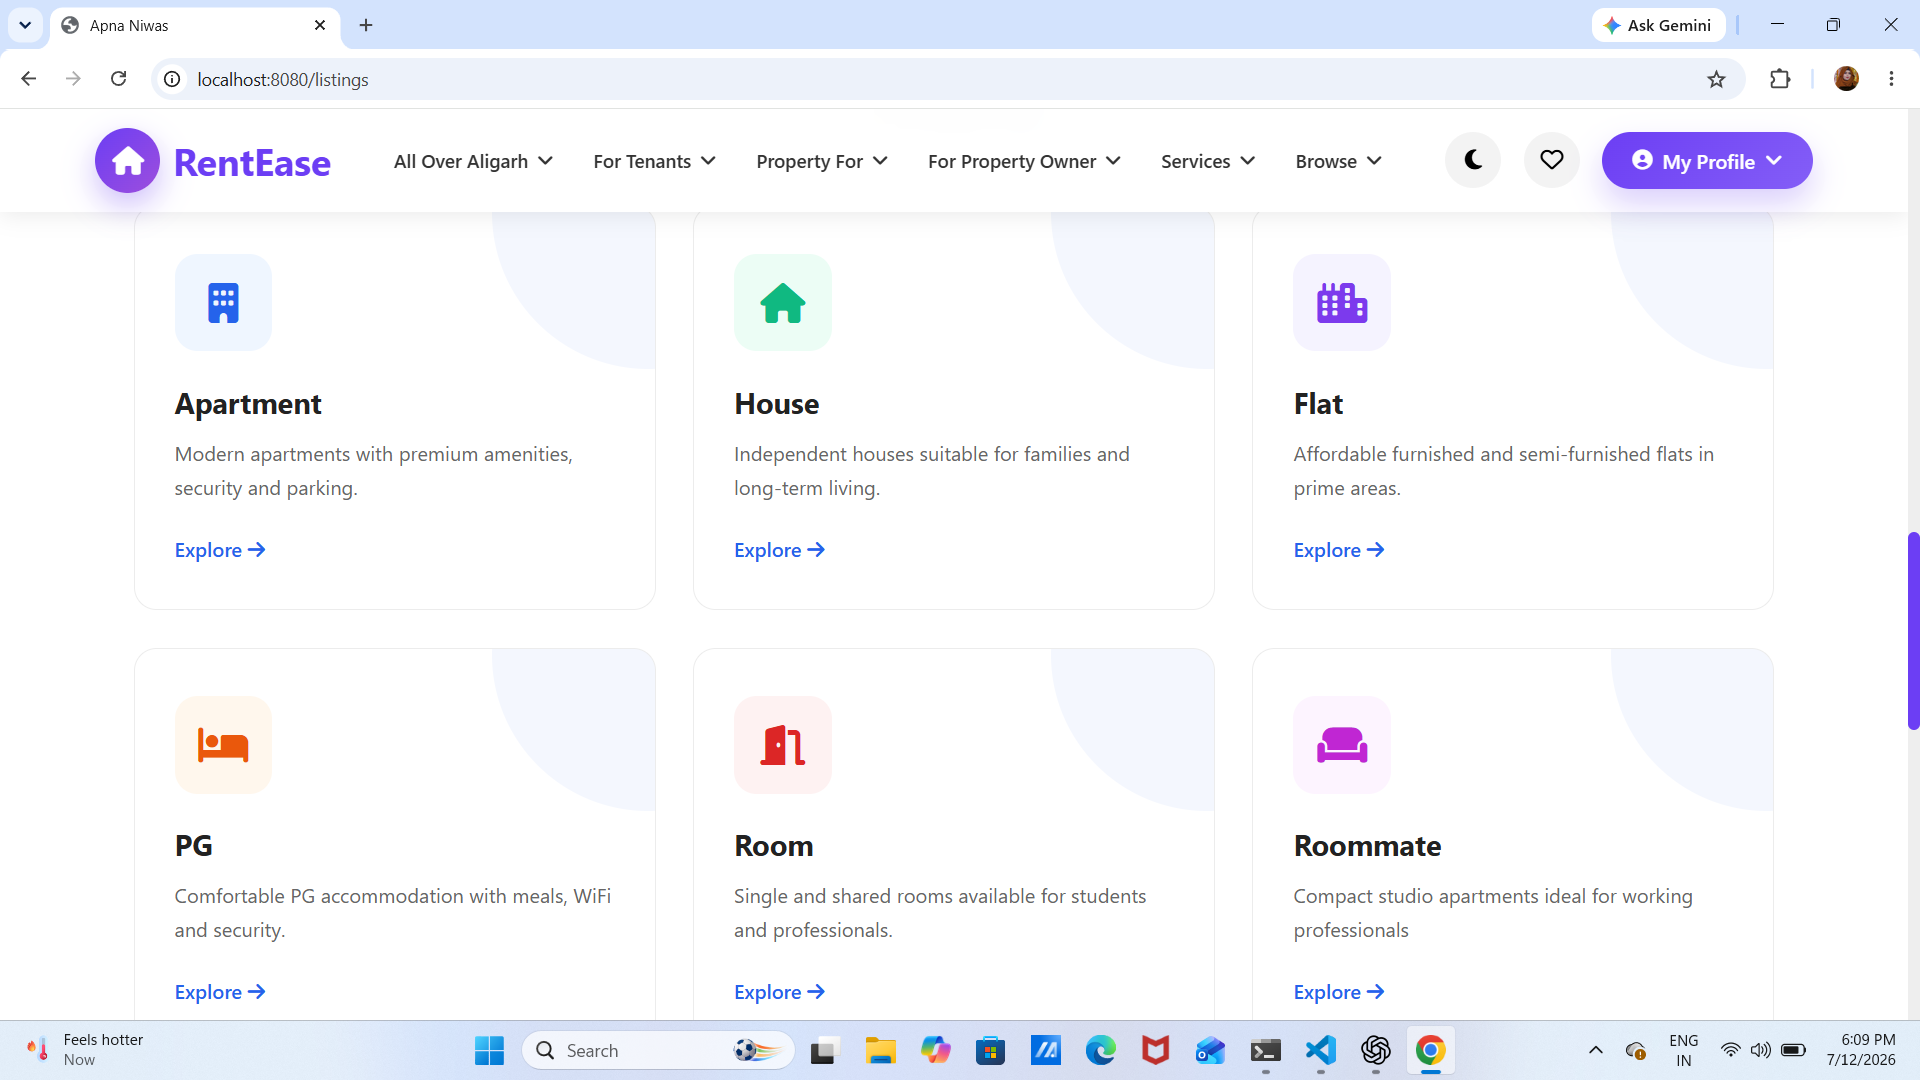 Apna Niwas
Ask Gemini
localhost:8080/listings
RentEase
All Over Aligarh
For Tenants
Property For
For Property Owner
Services
Browse
My Profile
Apartment
Modern apartments with premium amenities,
security and parking.
Explore
House
Independent houses suitable for families and
long-term living.
Explore
Flat
Affordable furnished and semi-furnished flats in
prime areas.
Explore
PG
Comfortable PG accommodation with meals, WiFi
and security.
Explore
Room
Single and shared rooms available for students
and professionals.
Explore
Roommate
Compact studio apartments ideal for working
professionals
Explore
Feels hotter
Now
Search
ENG
IN
6:09 PM
7/12/2026